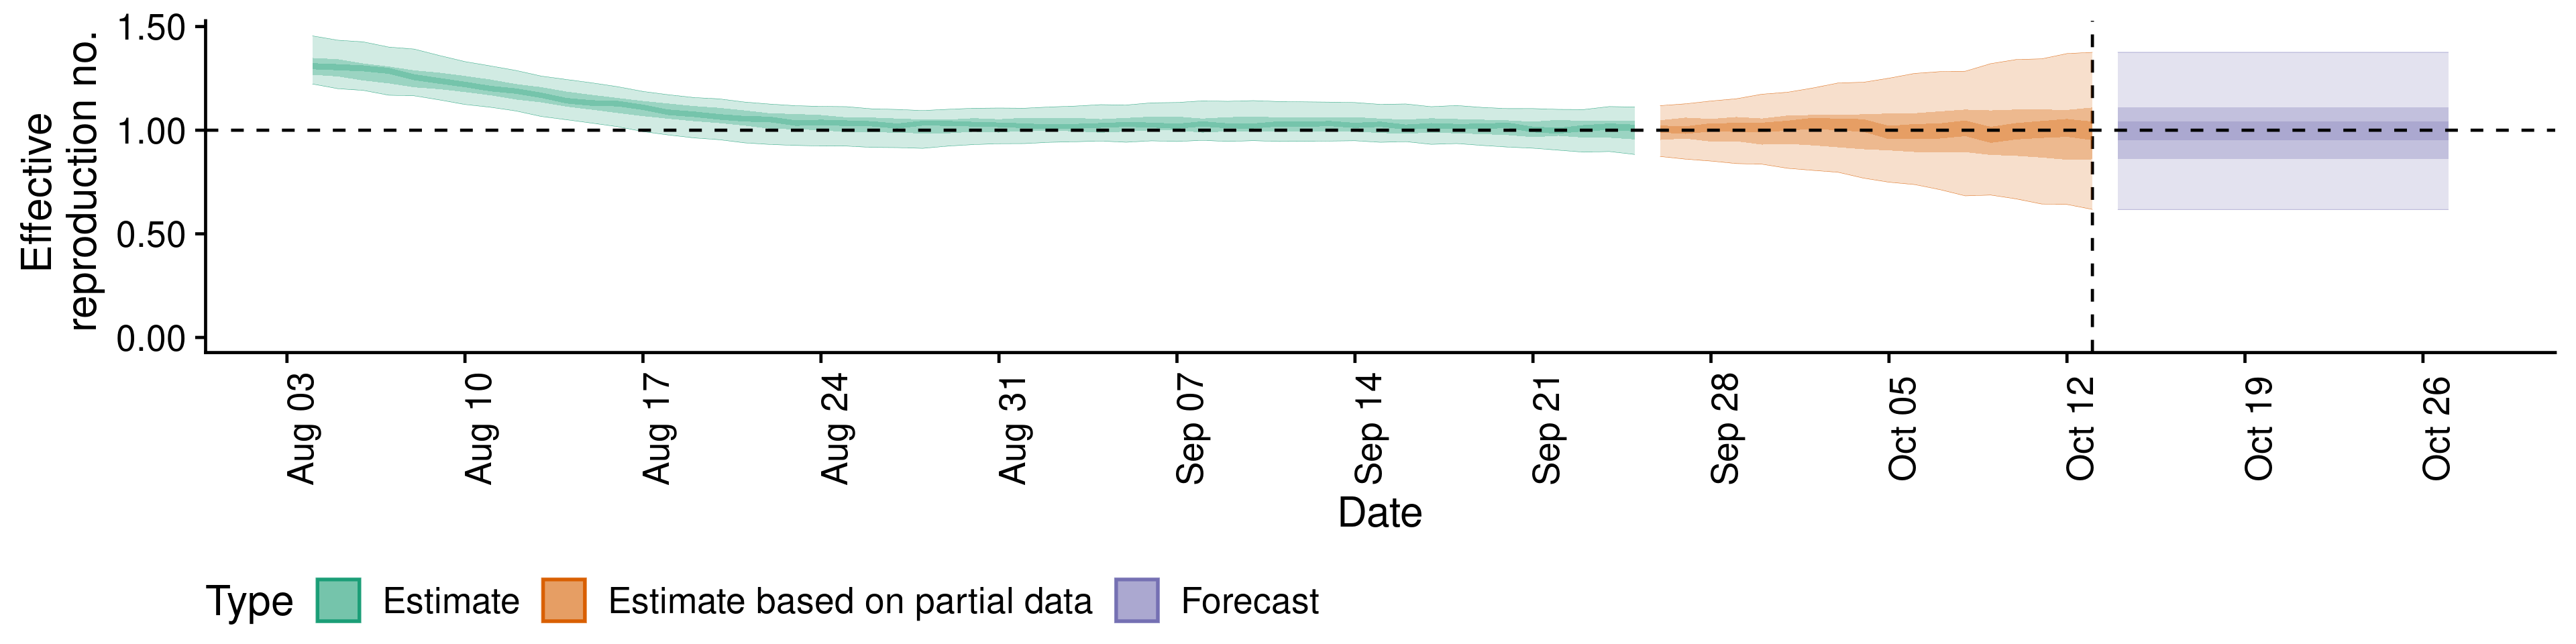 Effective
reproduction no.
1.50
1.00
0.50
0.00
Aug 03
Aug 10
Aug 17
Aug 24
Aug 31
Sep 07
Sep 14
Sep 21
Sep 28
Oct 05
Oct 12
Oct 19
Oct 26
Date
Type Estimate Estimate based on partial data Forecast